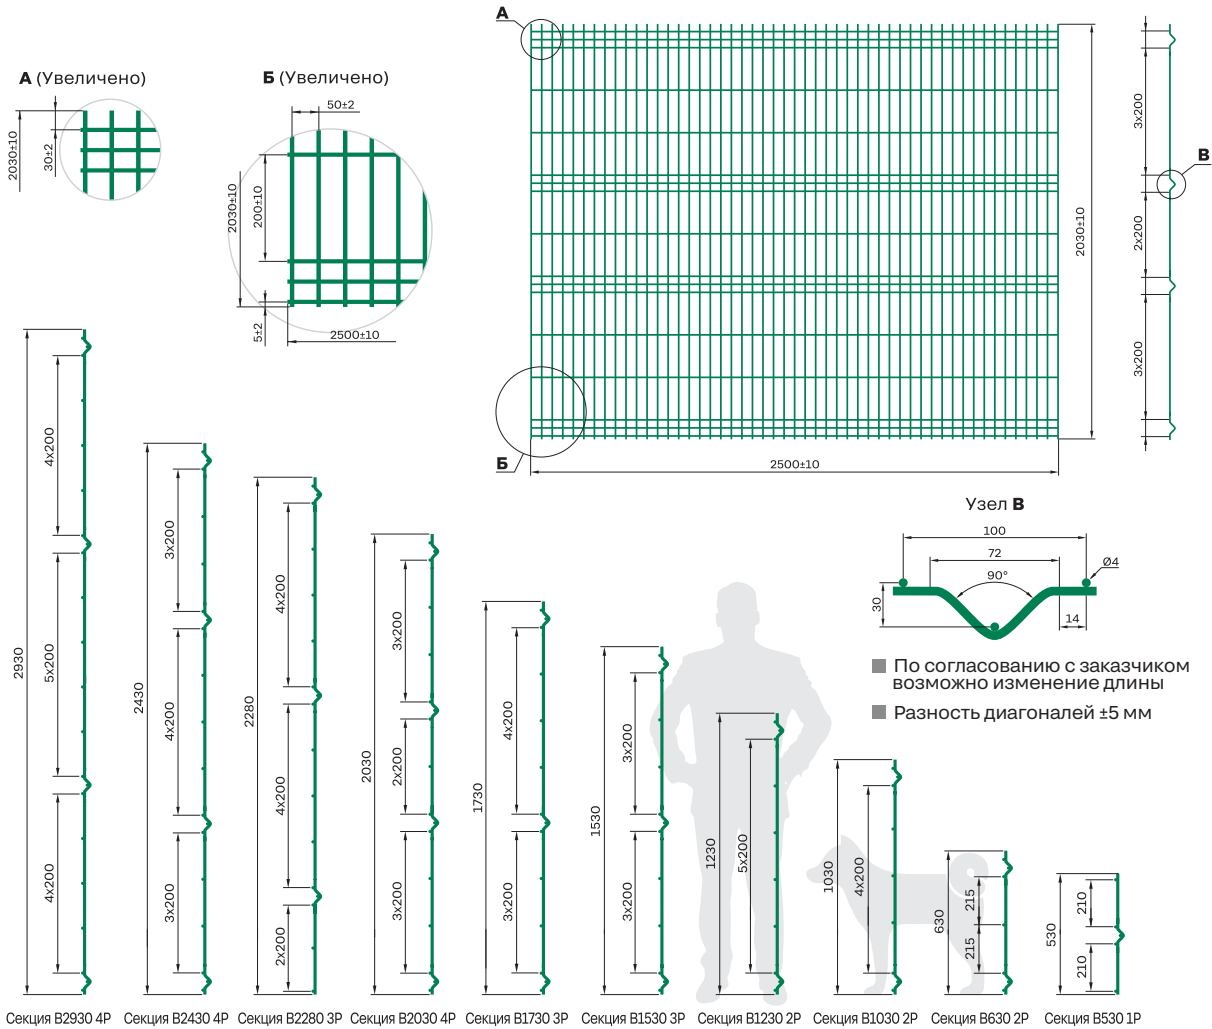 А (Увеличено)
2030±10
30±2
Б (Увеличено)
50±2
2030±10
200±10
5±2
2500±10
А
Б
2030±10
2500±10
3x200
В
2x200
3x200
Узел В
100
72
90°
Ø4
30
14
По согласованию с заказчиком
возможно изменение длины
Разность диагоналей ±5 мм
2930
4x200
5x200
4x200
2430
3x200
4x200
3x200
2280
4x200
4x200
2x200
2030
3x200
2x200
3x200
1730
4x200
3x200
1530
3x200
3x200
1230
5x200
1030
4x200
630
215
215
530
210
210
Секция В2930 4Р
Секция В2430 4Р
Секция В2280 3Р
Секция В2030 4Р
Секция В1730 3Р
Секция В1530 3Р
Секция В1230 2Р
Секция В1030 2Р
Секция В630 2Р
Секция В530 1Р